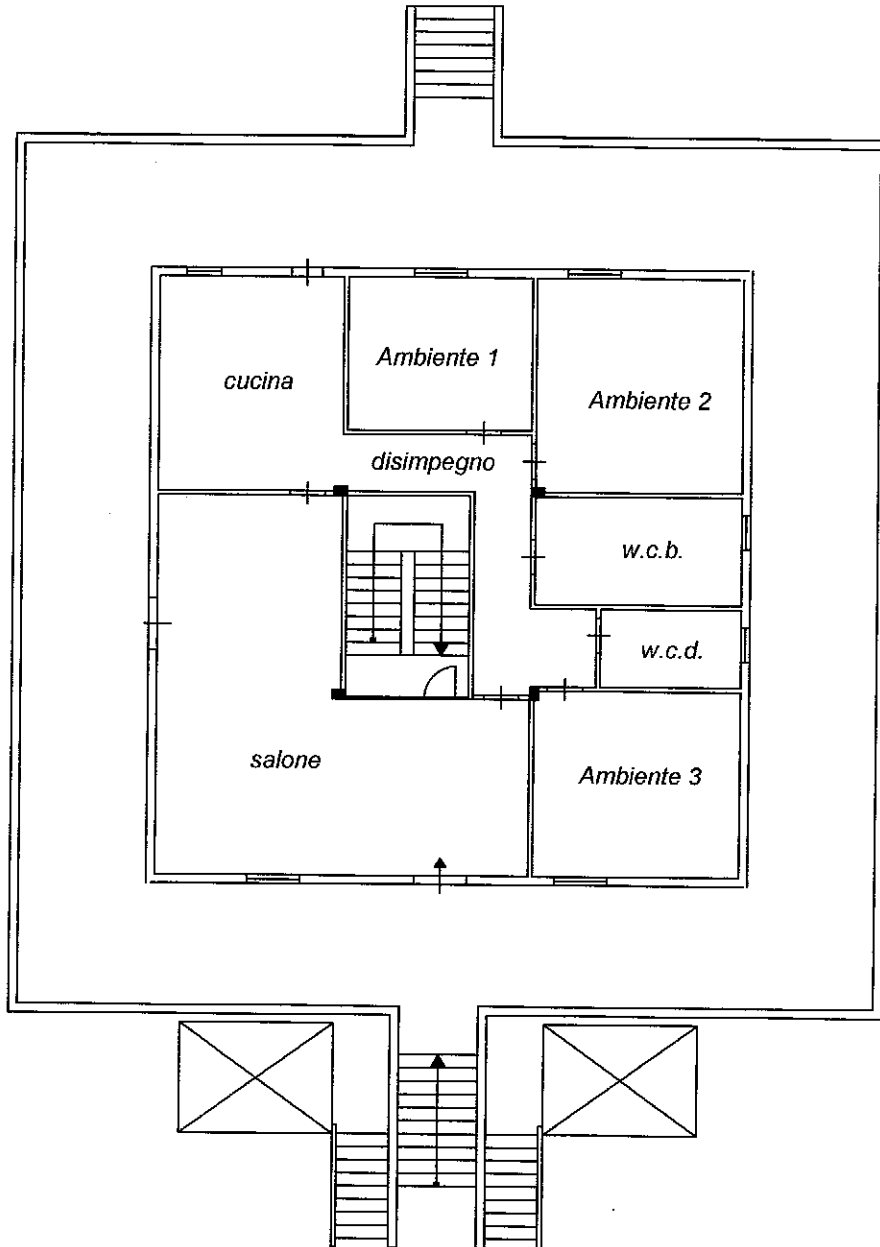 Ambiente 1
cucina
Ambiente 2
disimpegno
w.c.b.
w.c.d.
salone
Ambiente 3